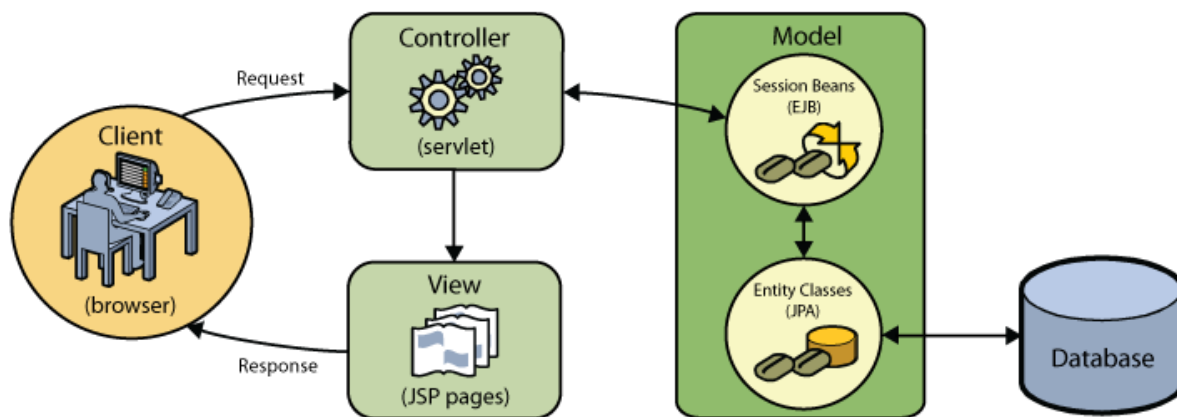 Controller
(servlet)
Request
Client
(browser)
View
(JSP pages)
Response
Model
Session Beans
(EJB)
Entity Classes
(JPA)
Database